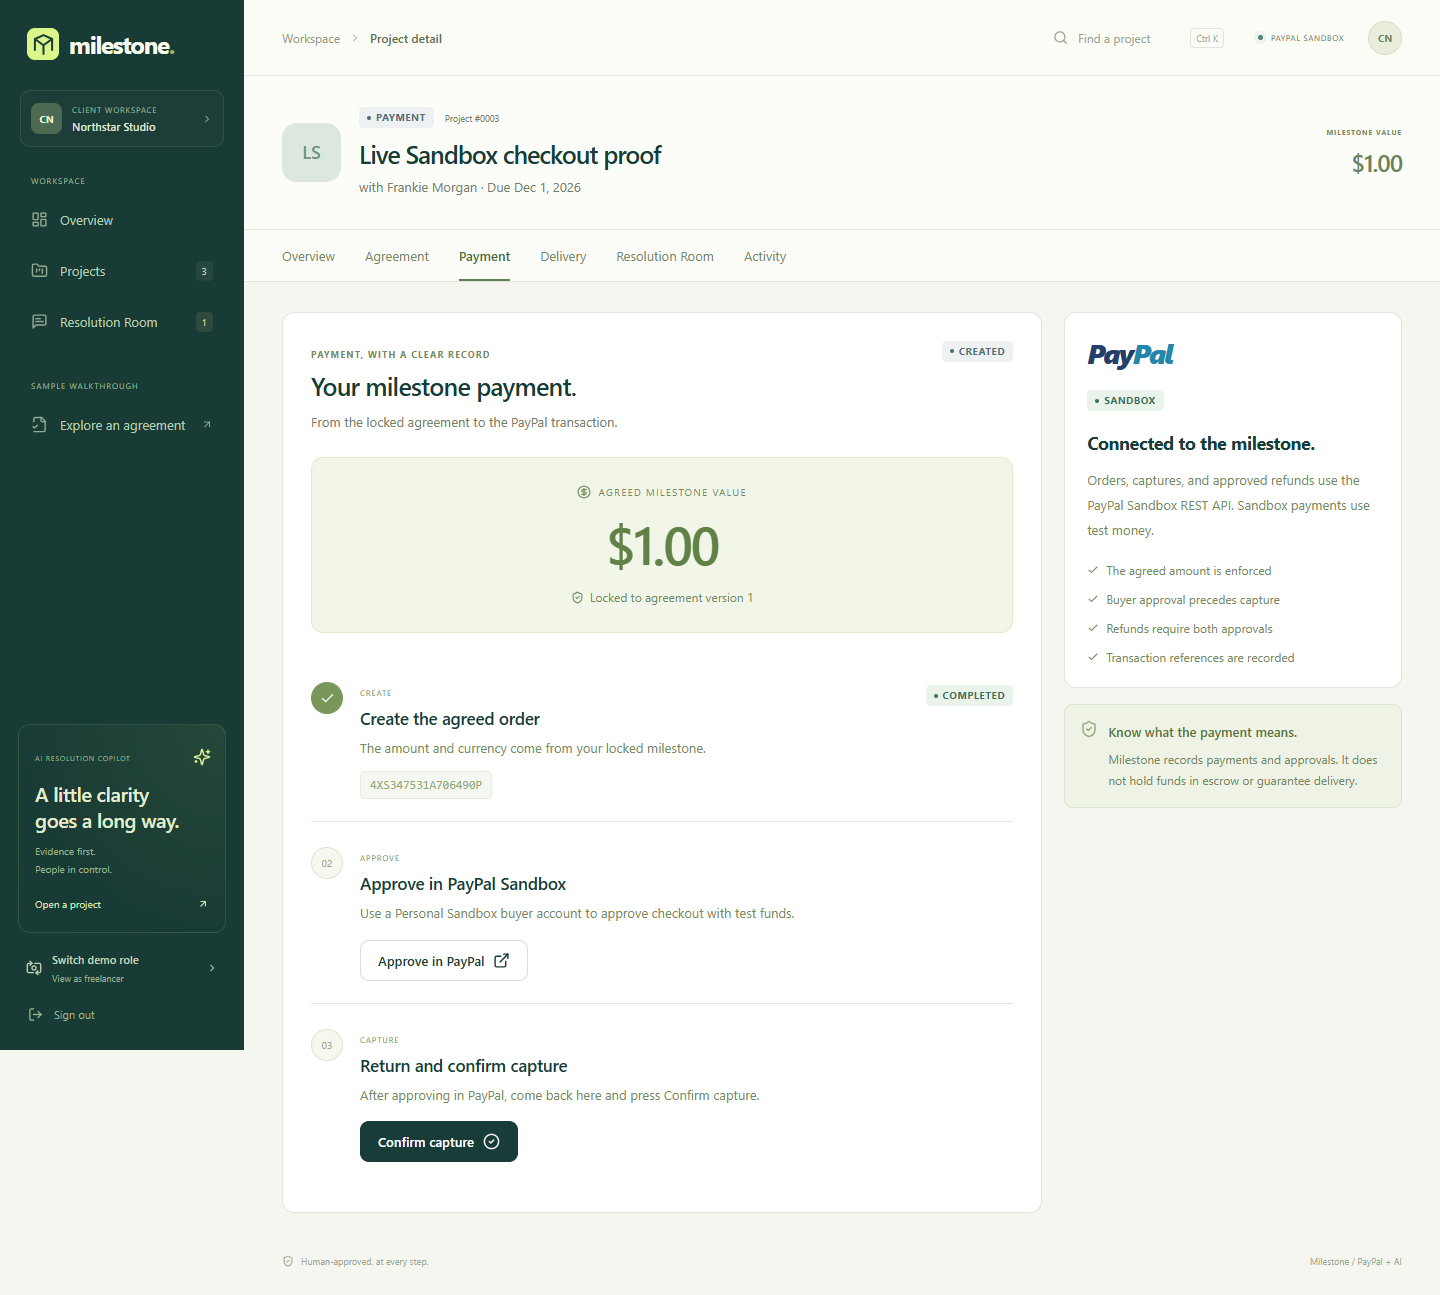 milestone.
CN
CLIENT WORKSPACE
Northstar Studio
WORKSPACE
Overview
Projects
3
Resolution Room
1
SAMPLE WALKTHROUGH
Explore an agreement
AI RESOLUTION COPILOT
A little clarity
goes a long way.
Evidence first.
People in control.
Open a project
Switch demo role
View as freelancer
Sign out
Workspace
Project detail
Find a project
Ctrl K
PAYPAL SANDBOX
CN
LS
PAYMENT
Project #0003
Live Sandbox checkout proof
with Frankie Morgan · Due Dec 1, 2026
MILESTONE VALUE
$1.00
Overview
Agreement
Payment
Delivery
Resolution Room
Activity
PAYMENT, WITH A CLEAR RECORD
CREATED
Your milestone payment.
From the locked agreement to the PayPal transaction.
AGREED MILESTONE VALUE
$1.00
Locked to agreement version 1
CREATE
COMPLETED
Create the agreed order
The amount and currency come from your locked milestone.
4XS347531A706490P
02
APPROVE
Approve in PayPal Sandbox
Use a Personal Sandbox buyer account to approve checkout with test funds.
Approve in PayPal
03
CAPTURE
Return and confirm capture
After approving in PayPal, come back here and press Confirm capture.
Confirm capture
PayPal
SANDBOX
Connected to the milestone.
Orders, captures, and approved refunds use the
PayPal Sandbox REST API. Sandbox payments use
test money.
The agreed amount is enforced
Buyer approval precedes capture
Refunds require both approvals
Transaction references are recorded
Know what the payment means.
Milestone records payments and approvals. It does
not hold funds in escrow or guarantee delivery.
Human-approved, at every step.
Milestone / PayPal + AI